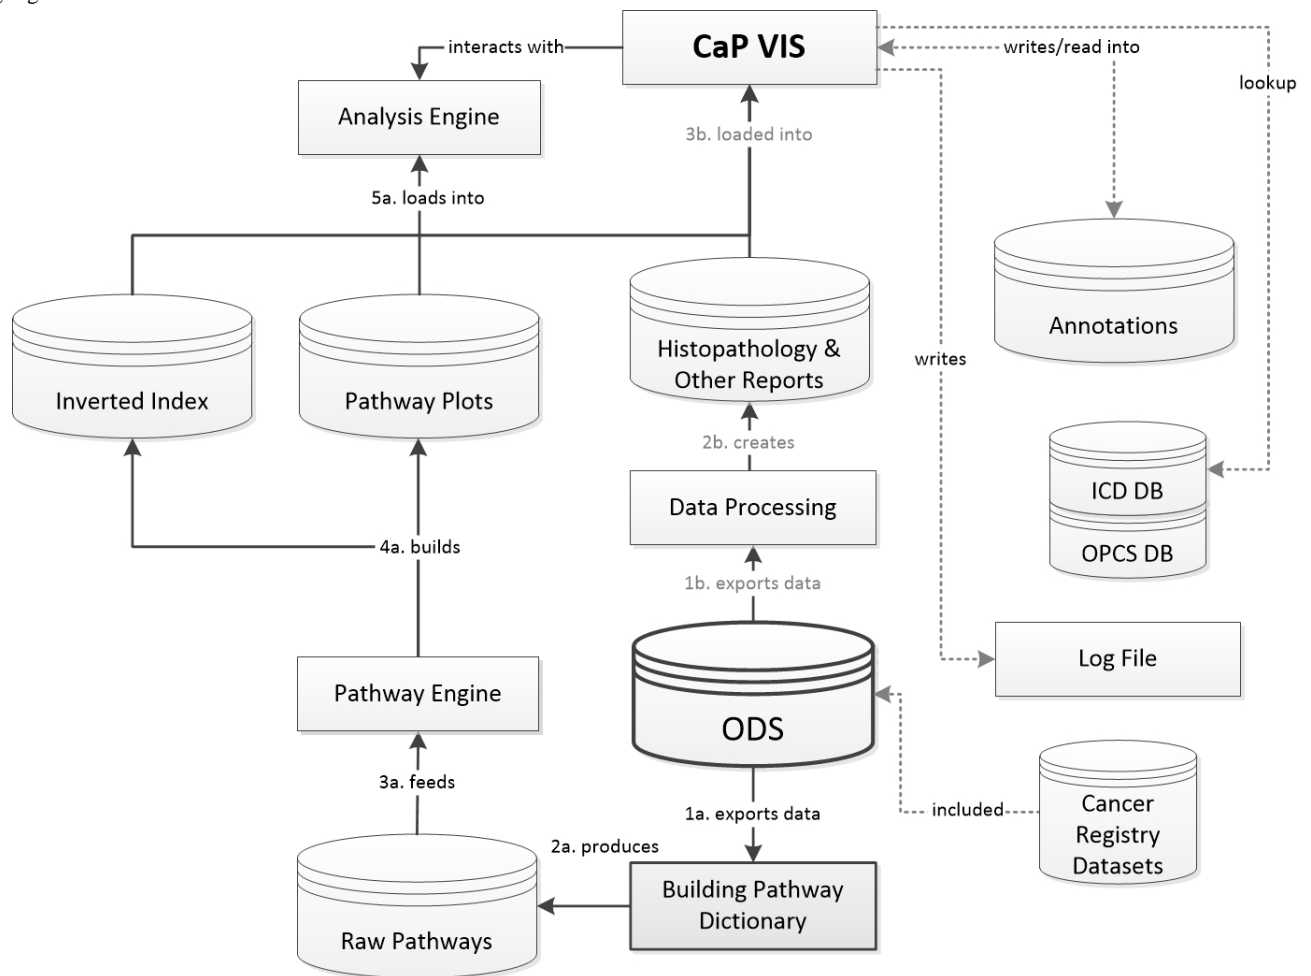 CaP VIS
interacts with
writes/read into
lookup
Analysis Engine
3b. loaded into
5a. loads into
Annotations
Histopathology &
Other Reports
writes
Inverted Index
Pathway Plots
2b. creates
ICD DB
Data Processing
OPCS DB
4a. builds
1b. exports data
Log File
Pathway Engine
ODS
3a. feeds
1a. exports data
included
Cancer
Registry
Datasets
2a. produces
Building Pathway
Dictionary
Raw Pathways